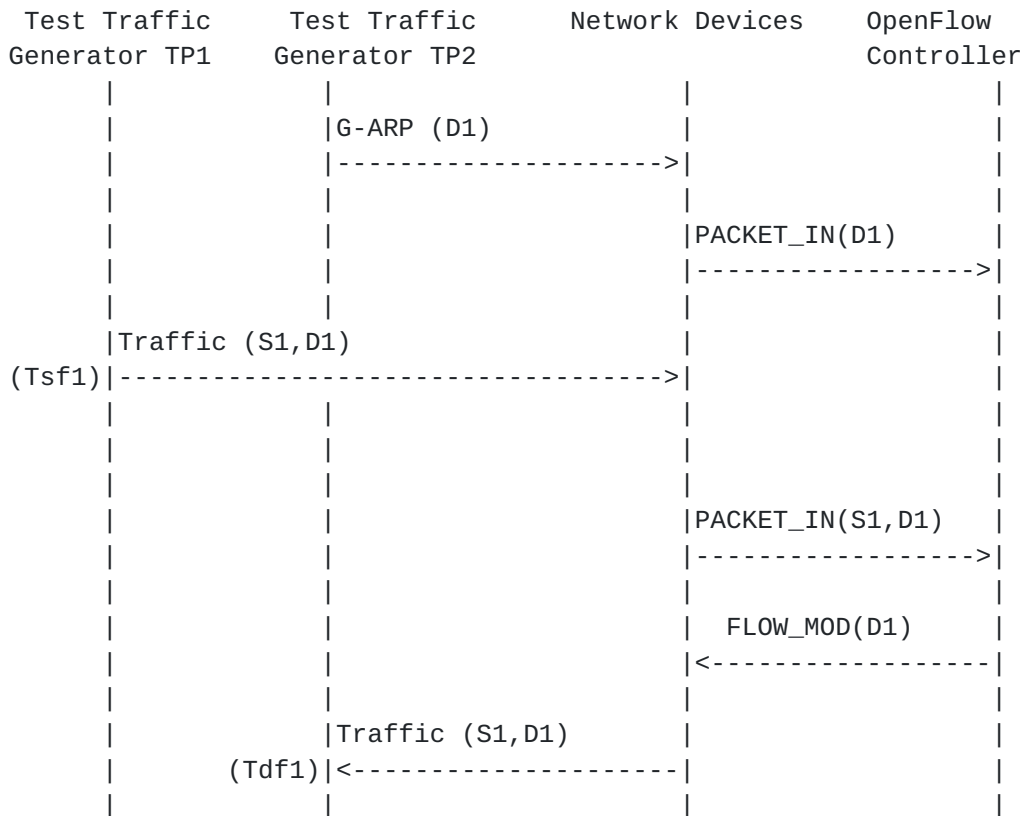 Test Traffic Test Traffic Network Devices OpenFlow
Generator TP1 Generator TP2 Controller
G-ARP (D1)
PACKET_IN(D1)
Traffic (S1,D1)
(Tsf1)
PACKET_IN(S1,D1)
FLOW_MOD(D1)
Traffic (S1,D1)
(Tdf1)